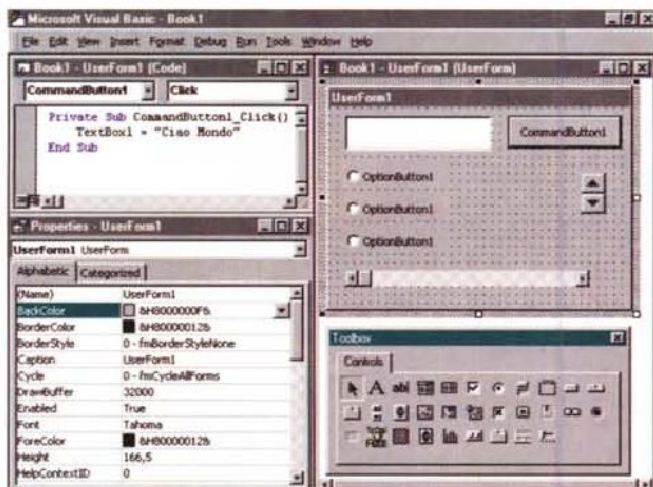 Microsoft Visual Basic - Book1
File Edit View Insert Format Debug Run Tools Window Help
Book1 - UserForm1 (Code)
CommandButton1 Click
Private Sub CommandButton1_Click()
TextBox1 = "Ciao Mondo"
End Sub
Properties - UserForm1
UserForm1 UserForm
Alphabetic Categorized
(Name) UserForm1
BackColor &H8000000F&
BorderColor &H80000012&
BorderStyle 0 - fmBorderStyleNone
Caption UserForm1
Cycle 0 - fmCycleAllForms
DrawBuffer 32000
Enabled True
Font Tahoma
ForeColor &H80000012&
Height 166,5
HelpContextID 0
Book1 - UserForm1 (UserForm)
UserForm1
CommandButton1
OptionButton1
OptionButton1
OptionButton1
Toolbox
Controls
A abl